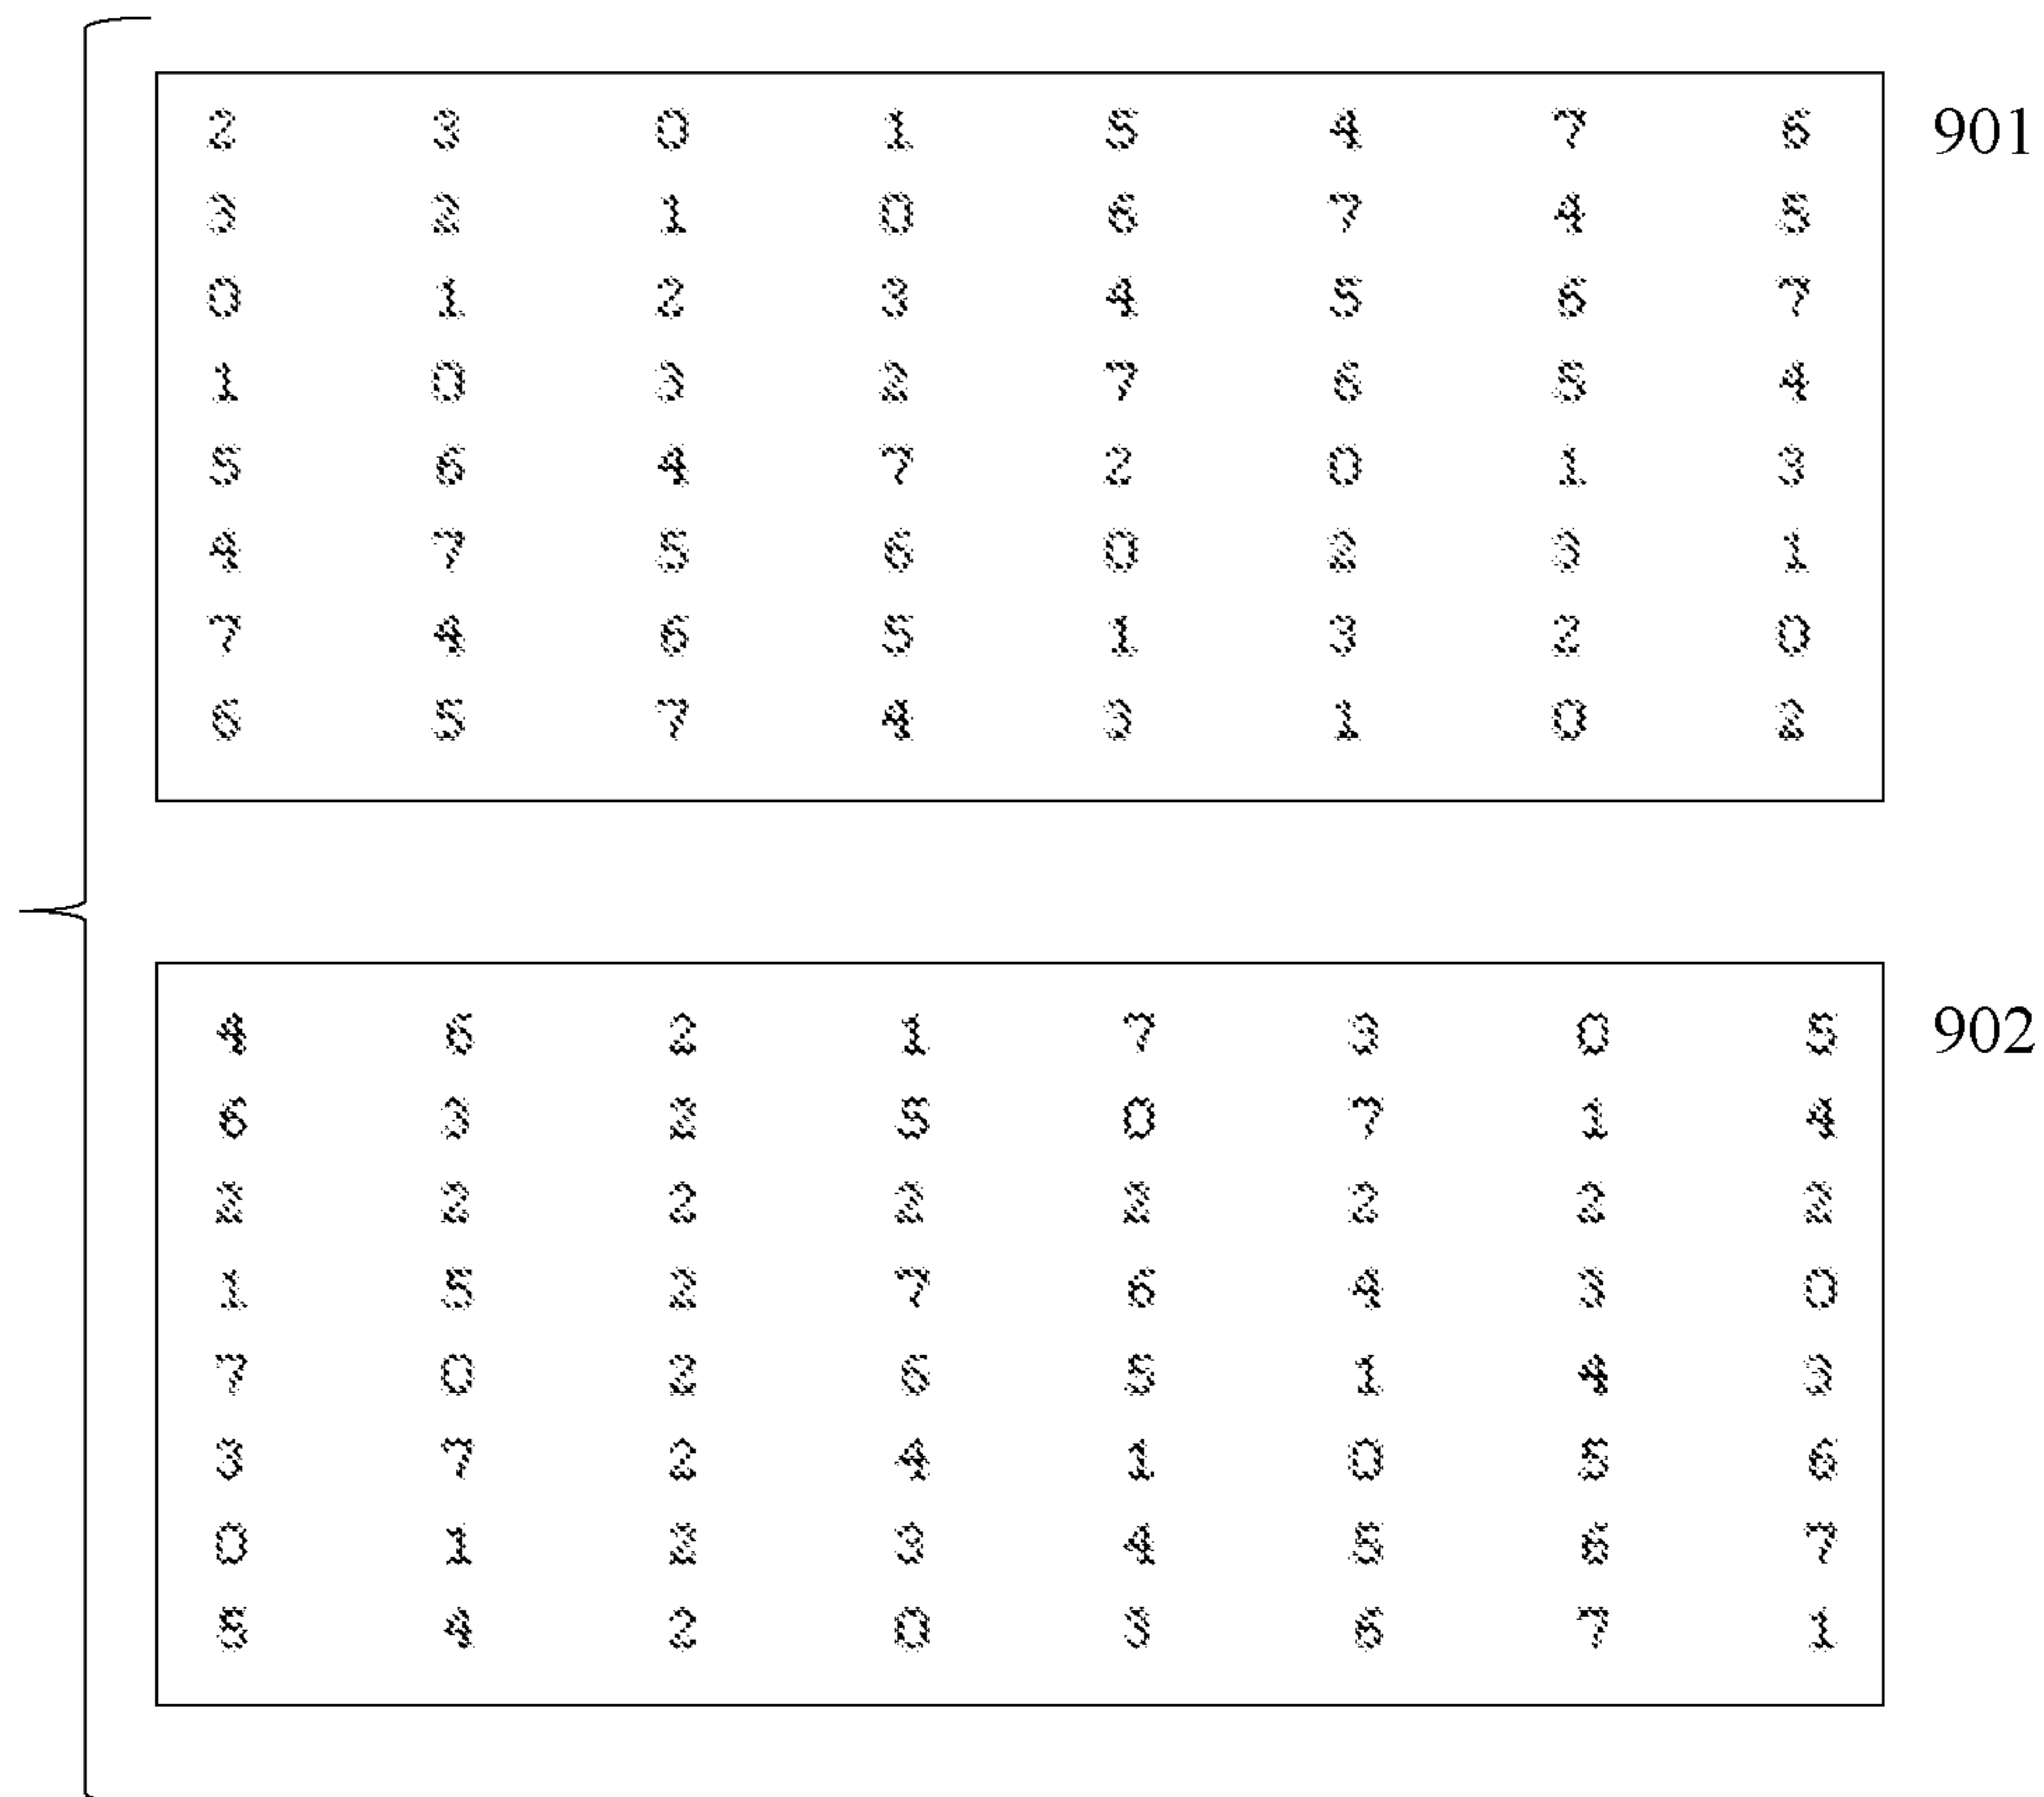 2 3 0 1 5 4 7 6 901
3 2 1 0 6 7 4 5
0 1 2 3 4 5 6 7
1 0 3 2 7 6 5 4
5 6 4 7 2 0 1 3
4 7 5 6 0 2 3 1
7 4 6 5 1 3 2 0
6 5 7 4 3 1 0 2
4 6 2 1 7 3 0 5 902
6 3 2 5 0 7 1 4
2 2 2 2 2 2 2 2
1 5 2 7 6 4 3 0
7 0 2 6 5 1 4 3
3 7 2 4 1 0 5 6
0 1 2 3 4 5 6 7
5 4 2 0 3 6 7 1